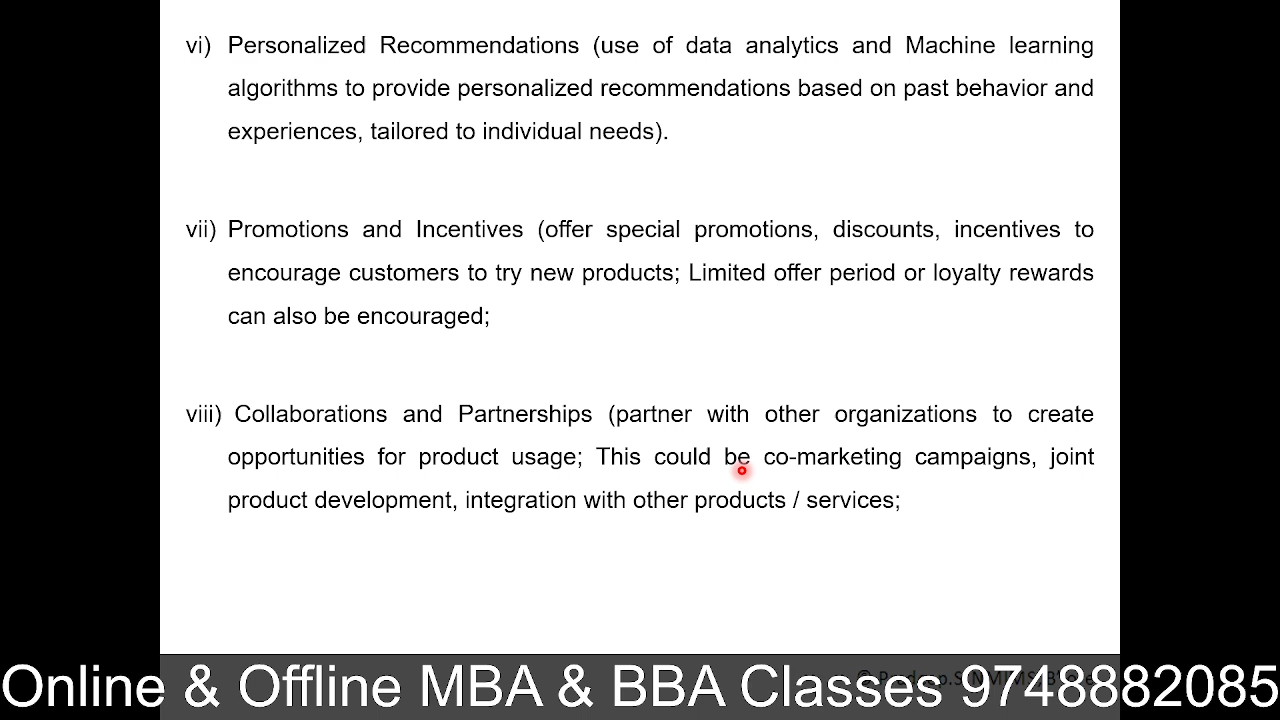 vi) Personalized Recommendations (use of data analytics and Machine learning
algorithms to provide personalized recommendations based on past behavior and
experiences, tailored to individual needs).
vii) Promotions and Incentives (offer special promotions, discounts, incentives to
encourage customers to try new products; Limited offer period or loyalty rewards
can also be encouraged;
viii) Collaborations and Partnerships (partner with other organizations to create
opportunities for product usage; This could be co-marketing campaigns, joint
product development, integration with other products / services;
Online & Offline MBA & BBA Classes 9748882085